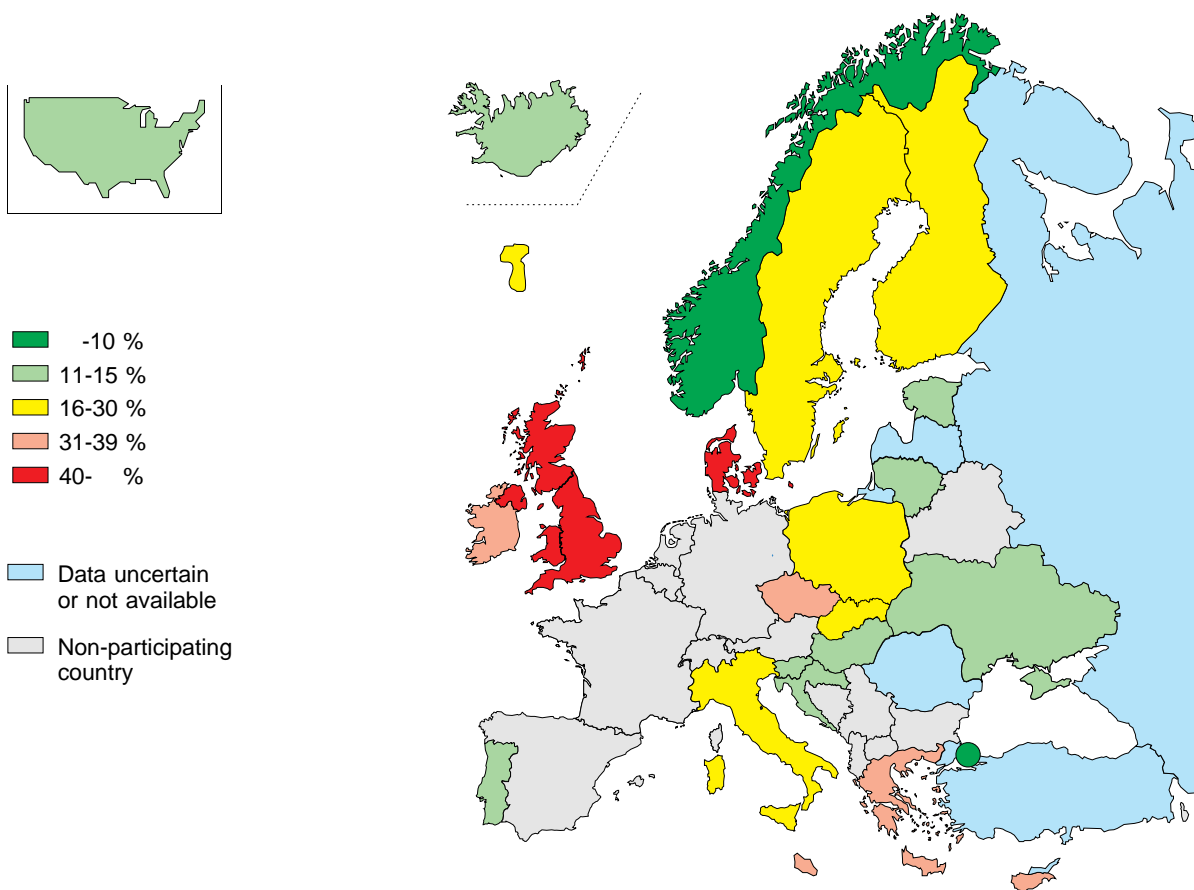 -10 %
11-15 %
16-30 %
31-39 %
40- %
Data uncertain
or not available
Non-participating
country